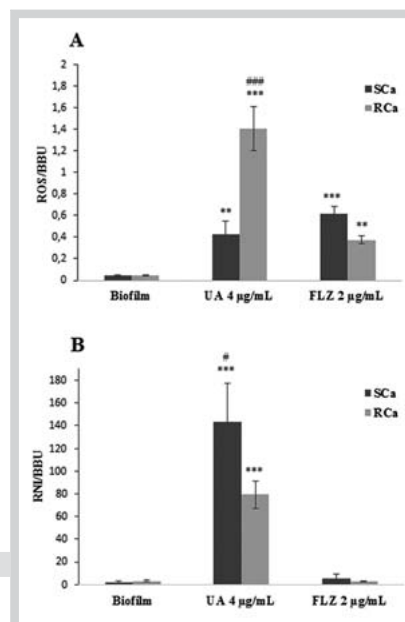 A
2
1,8
1,6
1,4
1,2
1
0,8
0,6
0,4
0,2
0
ROS/BBU
###
***
**
***
**
SCa
RCa
Biofilm
UA 4 µg/mL
FLZ 2 µg/mL
B
180
160
140
120
100
80
60
40
20
0
RNI/BBU
#
***
***
SCa
RCa
Biofilm
UA 4 µg/mL
FLZ 2 µg/mL